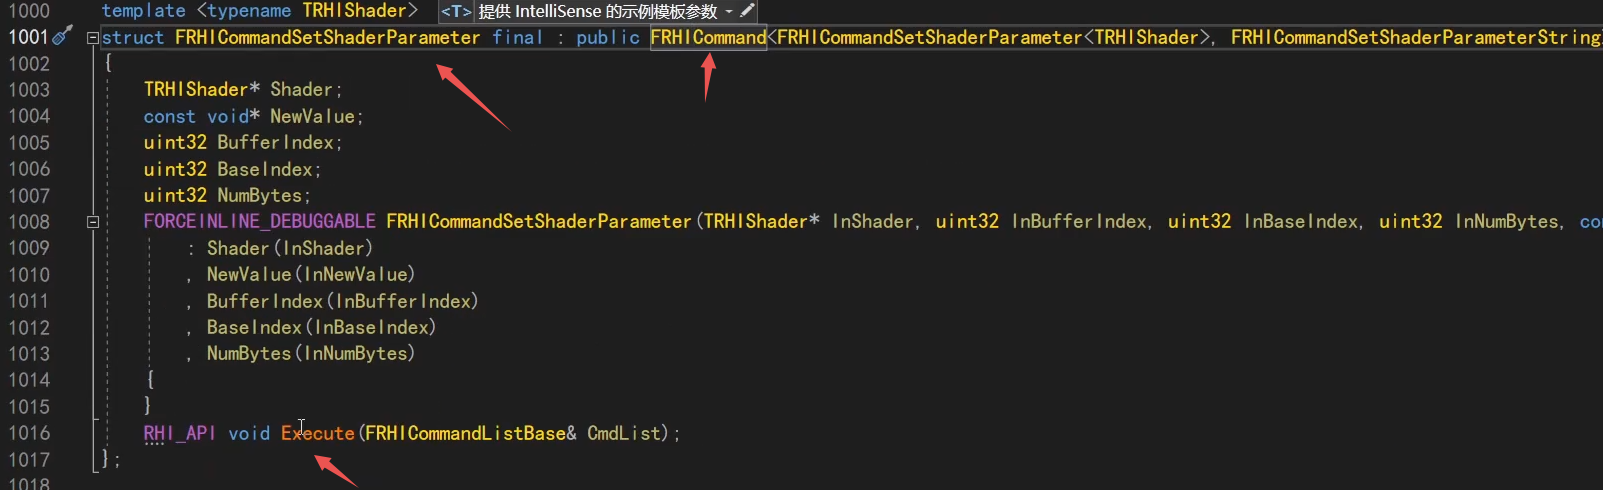 1000 template <typename TRHIShader> <T> 提供 IntelliSense 的示例模板参数
1001 struct FRHICommandSetShaderParameter final : public FRHICommand<FRHICommandSetShaderParameter<TRHIShader>, FRHICommandSetShaderParameterString
1002 {
1003 TRHIShader* Shader;
1004 const void* NewValue;
1005 uint32 BufferIndex;
1006 uint32 BaseIndex;
1007 uint32 NumBytes;
1008 FORCEINLINE_DEBUGGABLE FRHICommandSetShaderParameter(TRHIShader* InShader, uint32 InBufferIndex, uint32 InBaseIndex, uint32 InNumBytes, co
1009 : Shader(InShader)
1010 , NewValue(InNewValue)
1011 , BufferIndex(InBufferIndex)
1012 , BaseIndex(InBaseIndex)
1013 , NumBytes(InNumBytes)
1014 {
1015 }
1016 RHI_API void Execute(FRHICommandListBase& CmdList);
1017 };
1018